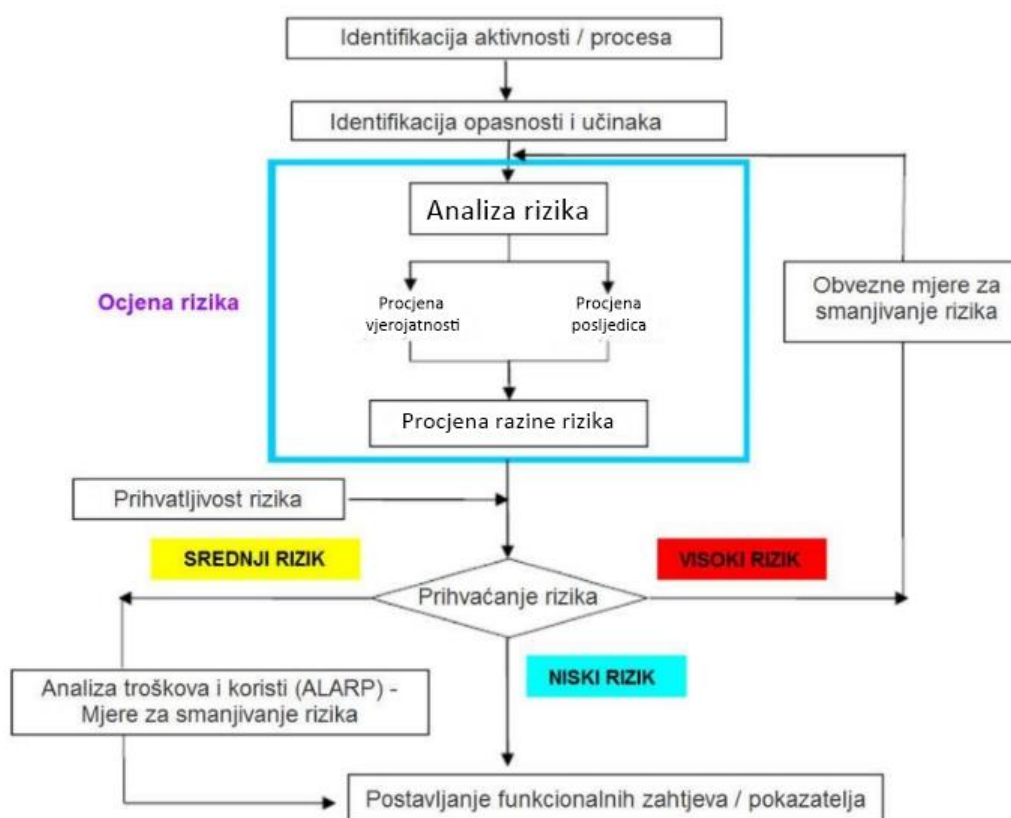 Identifikacija aktivnosti / procesa
Identifikacija opasnosti i učinaka
Analiza rizika
Ocjena rizika
Procjena
vjerojatnosti
Procjena
posljedica
Obvezne mjere za
smanjivanje rizika
Procjena razine rizika
Prihvatljivost rizika
SREDNJI RIZIK
VISOKI RIZIK
Prihvaćanje rizika
NISKI RIZIK
Analiza troškova i koristi (ALARP) -
Mjere za smanjivanje rizika
Postavljanje funkcionalnih zahtjeva / pokazatelja